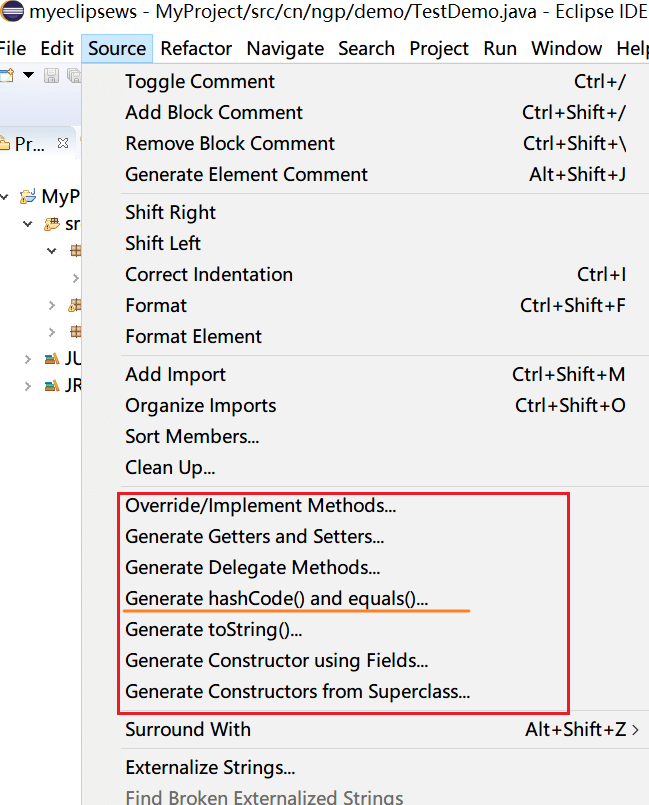 myeclipsews - MyProject/src/cn/ngp/demo/TestDemo.java - Eclipse IDE
File Edit Source Refactor Navigate Search Project Run Window Help
Toggle Comment Ctrl+/
Add Block Comment Ctrl+Shift+/
Pr...
Remove Block Comment Ctrl+Shift+\
Generate Element Comment Alt+Shift+J
MyP
Shift Right
sr
Shift Left
Correct Indentation Ctrl+I
Format Ctrl+Shift+F
Format Element
JU
Add Import Ctrl+Shift+M
JR
Organize Imports Ctrl+Shift+O
Sort Members...
Clean Up...
Override/Implement Methods...
Generate Getters and Setters...
Generate Delegate Methods...
Generate hashCode() and equals()...
Generate toString()...
Generate Constructor using Fields...
Generate Constructors from Superclass...
Surround With Alt+Shift+Z >
Externalize Strings...
Find Broken Externalized Strings